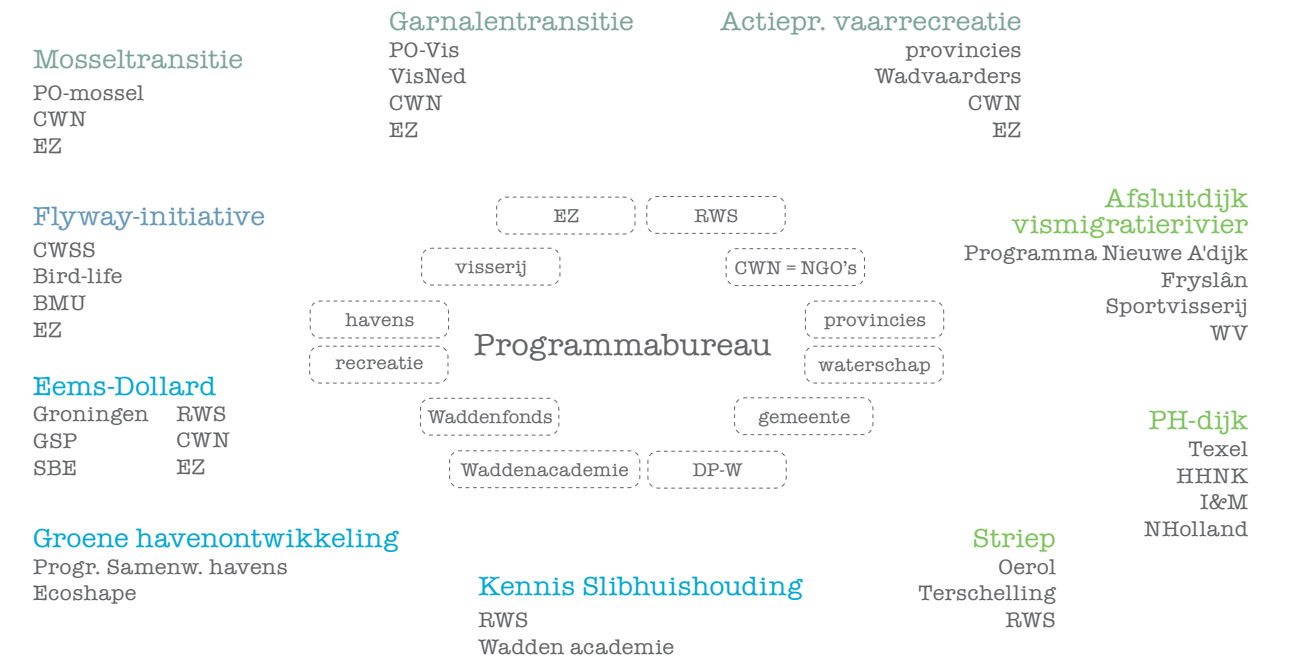 Garnalentransitie
PO-Vis
VisNed
CWN
EZ
Actiepr. vaarrecreatie
provincies
Wadvaarders
CWN
EZ
Mosseltransitie
PO-mossel
CWN
EZ
Flyway-initiative
CWSS
Bird-life
BMU
EZ
Afsluitdijk
vismigratierivier
Programma Nieuwe A'dijk
Fryslân
Sportvisserij
WV
EZ
RWS
visserij
CWN = NGO's
havens
provincies
Programmabureau
recreatie
waterschap
Waddenfonds
gemeente
Waddenacademie
DP-W
Eems-Dollard
Groningen RWS
GSP CWN
SBE EZ
PH-dijk
Texel
HHNK
I&M
NHolland
Groene havenontwikkeling
Progr. Samenw. havens
Ecoshape
Kennis Slibhuishouding
RWS
Wadden academie
Striep
Oerol
Terschelling
RWS